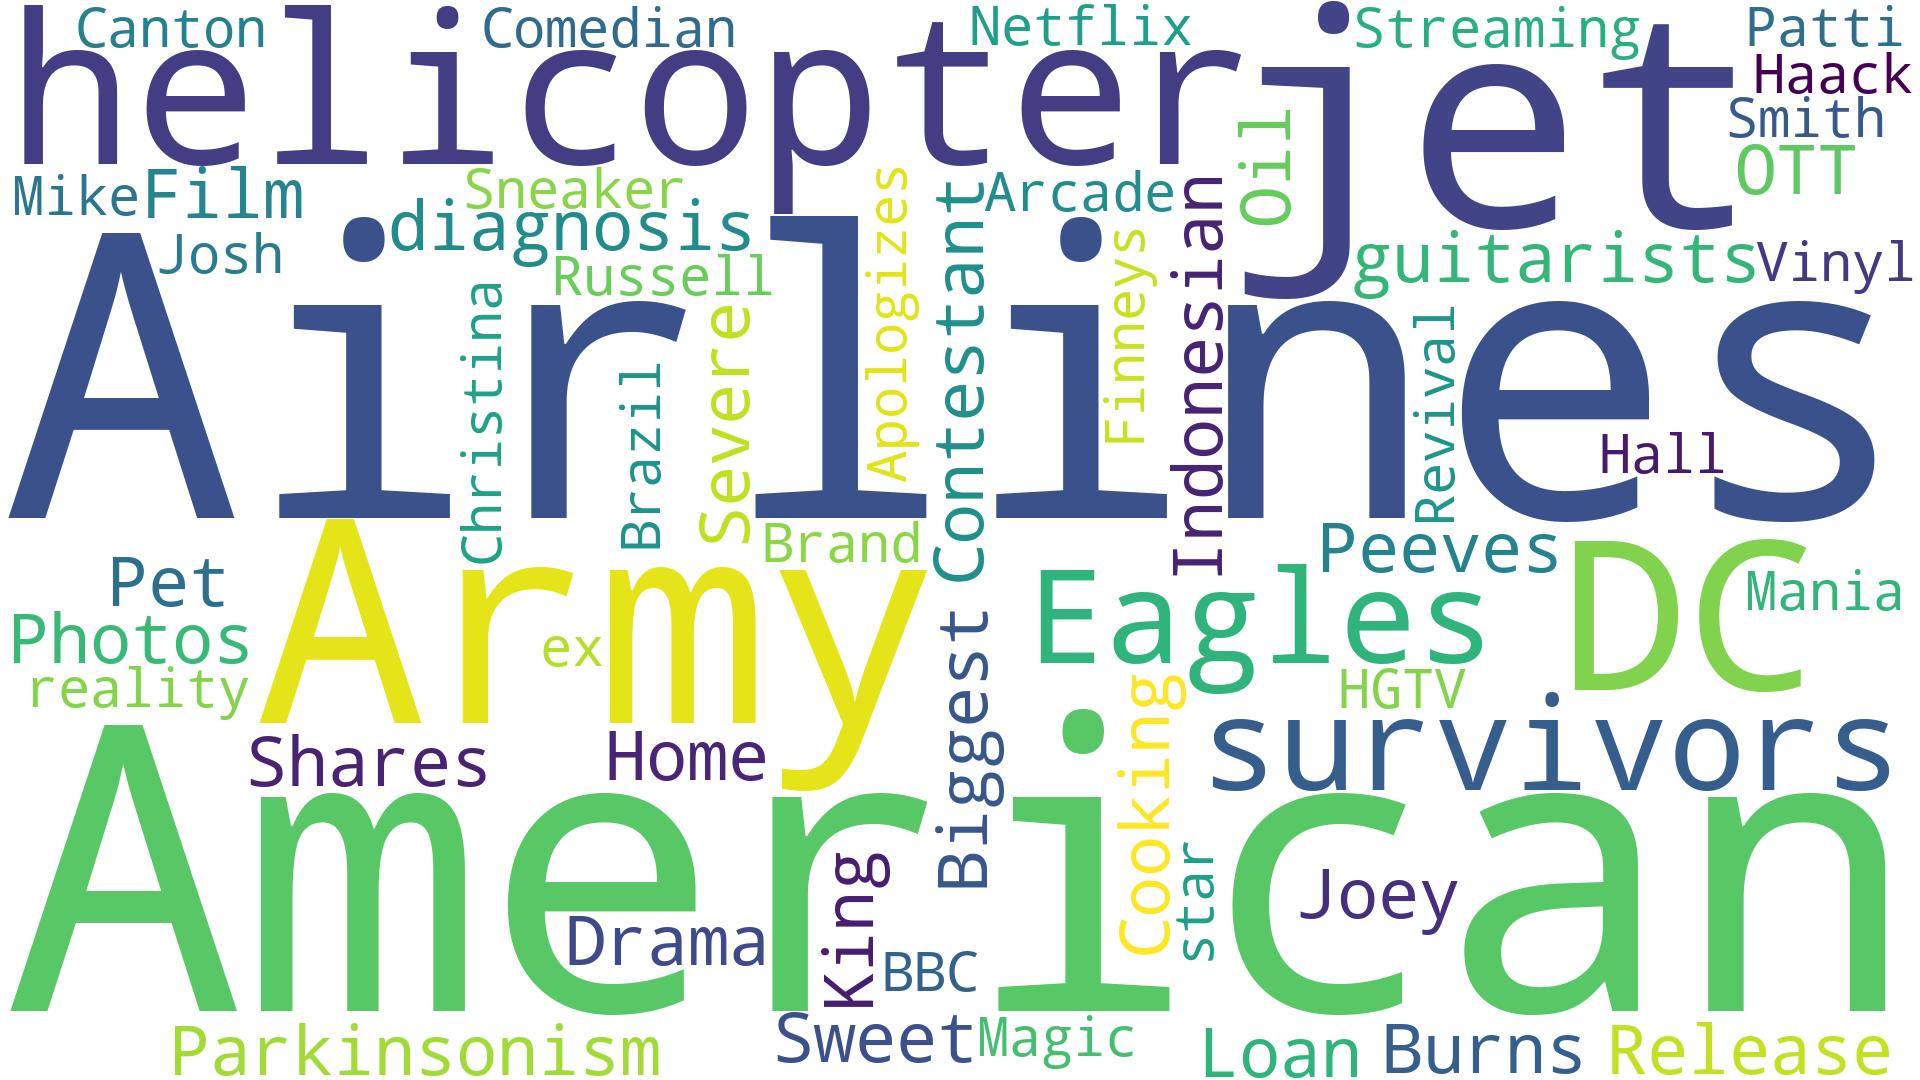 Canton
Comedian
Netflix
Streaming
Patti
helicopter
jet
Haack
Smith
OTT
Oil
Mike
Film
Sneaker
Arcade
Josh
diagnosis
Russell
Apologizes
Contestant
Indonesian
guitarists
Vinyl
Airlines
Christina
Brazil
Severe
Finneys
Revival
Hall
Brand
Peeves
DC
Mania
Pet
Army
Eagles
Photos
ex
reality
HGTV
survivors
Shares
Home
Biggest
Cooking
American
star
Joey
King
Drama
BBC
Parkinsonism
Sweet
Magic
Loan
Burns
Release